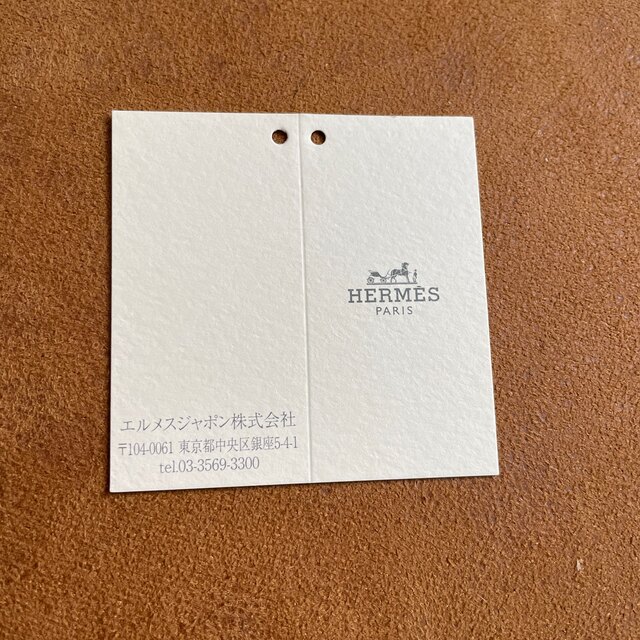 HERMÈS
PARIS
エルメスジャポン株式会社
〒104-0061 東京都中央区銀座5-4-1
tel.03-3569-3300